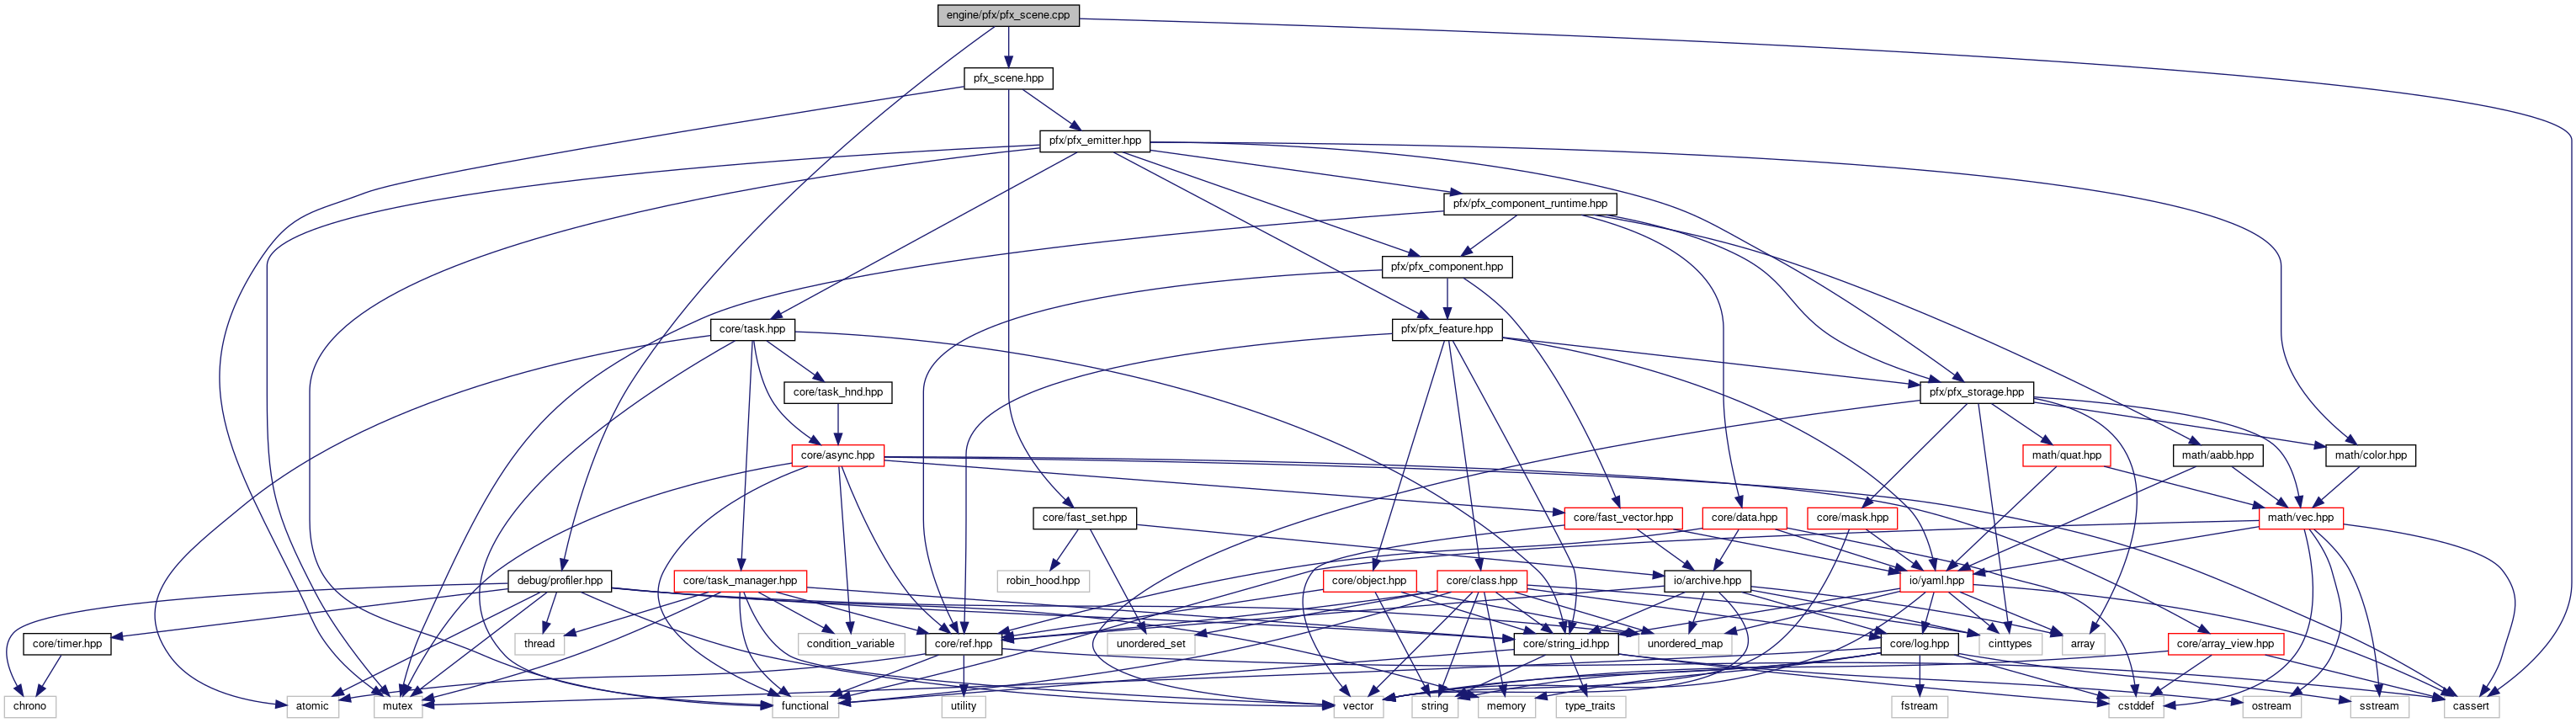 engine/pfx/pfx_scene.cpp
pfx_scene.hpp
pfx/pfx_emitter.hpp
pfx/pfx_component_runtime.hpp
pfx/pfx_component.hpp
core/task.hpp
pfx/pfx_feature.hpp
core/task_hnd.hpp
pfx/pfx_storage.hpp
core/async.hpp
math/quat.hpp
math/aabb.hpp
math/color.hpp
core/fast_set.hpp
core/fast_vector.hpp
core/data.hpp
core/mask.hpp
math/vec.hpp
debug/profiler.hpp
core/task_manager.hpp
robin_hood.hpp
core/object.hpp
core/class.hpp
io/archive.hpp
io/yaml.hpp
core/timer.hpp
thread
condition_variable
core/ref.hpp
unordered_set
core/string_id.hpp
unordered_map
core/log.hpp
cinttypes
array
core/array_view.hpp
chrono
atomic
mutex
functional
utility
vector
string
memory
type_traits
fstream
cstddef
ostream
sstream
cassert